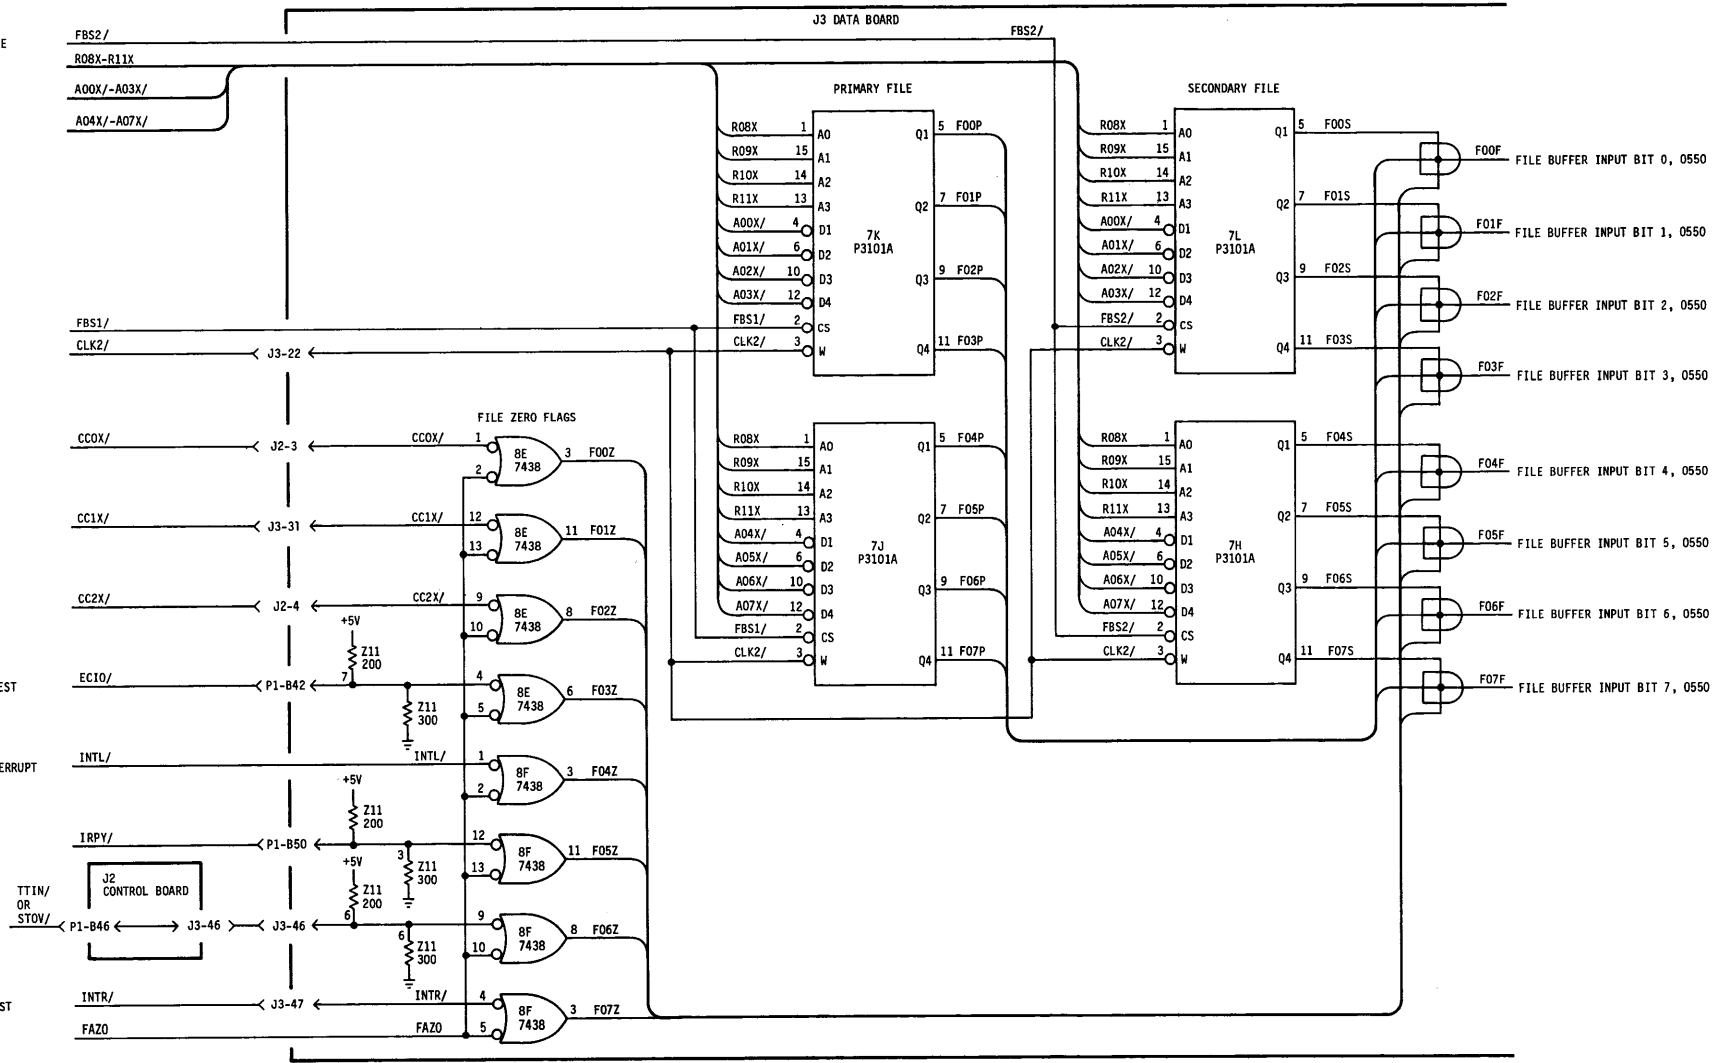 J3 DATA BOARD
E
FBS2/
FBS2/
R08X-R11X
A00X/-A03X/
A04X/-A07X/
PRIMARY FILE
R08X 1 A0
R09X 15 A1
R10X 14 A2
R11X 13 A3
A00X/ 4 D1
A01X/ 6 D2
A02X/ 10 D3
A03X/ 12 D4
FBS1/ 2 CS
CLK2/ 3 W
7K
P3101A
Q1 5 F00P
Q2 7 F01P
Q3 9 F02P
Q4 11 F03P
SECONDARY FILE
R08X 1 A0
R09X 15 A1
R10X 14 A2
R11X 13 A3
A00X/ 4 D1
A01X/ 6 D2
A02X/ 10 D3
A03X/ 12 D4
FBS2/ 2 CS
CLK2/ 3 W
7L
P3101A
Q1 5 F00S
Q2 7 F01S
Q3 9 F02S
Q4 11 F03S
F00F FILE BUFFER INPUT BIT 0, 0550
F01F FILE BUFFER INPUT BIT 1, 0550
F02F FILE BUFFER INPUT BIT 2, 0550
F03F FILE BUFFER INPUT BIT 3, 0550
FBS1/
CLK2/ J3-22
FILE ZERO FLAGS
CC0X/ J2-3 CC0X/ 1
2
8E
7438
3 F00Z
CC1X/ J3-31 CC1X/ 12
13
8E
7438
11 F01Z
CC2X/ J2-4 CC2X/ 9
10
8E
7438
8 F02Z
+5V
Z11
200
7
EST
ECIO/ P1-B42 4
5
Z11
300
8E
7438
6 F03Z
ERRUPT
INTL/ INTL/ 1
2
8F
7438
3 F04Z
+5V
Z11
200
IRPY/ P1-B50 12
13
3
Z11
300
8F
7438
11 F05Z
+5V
Z11
200
6
J2
CONTROL BOARD
TTIN/
OR
STOV/ P1-B46 J3-46 J3-46 9
10
6
Z11
300
8F
7438
8 F06Z
ST
INTR/ J3-47 INTR/ 4
FAZ0 FAZ0 5
8F
7438
3 F07Z
R08X 1 A0
R09X 15 A1
R10X 14 A2
R11X 13 A3
A04X/ 4 D1
A05X/ 6 D2
A06X/ 10 D3
A07X/ 12 D4
FBS1/ 2 CS
CLK2/ 3 W
7J
P3101A
Q1 5 F04P
Q2 7 F05P
Q3 9 F06P
Q4 11 F07P
R08X 1 A0
R09X 15 A1
R10X 14 A2
R11X 13 A3
A04X/ 4 D1
A05X/ 6 D2
A06X/ 10 D3
A07X/ 12 D4
FBS2/ 2 CS
CLK2/ 3 W
7H
P3101A
Q1 5 F04S
Q2 7 F05S
Q3 9 F06S
Q4 11 F07S
F04F FILE BUFFER INPUT BIT 4, 0550
F05F FILE BUFFER INPUT BIT 5, 0550
F06F FILE BUFFER INPUT BIT 6, 0550
F07F FILE BUFFER INPUT BIT 7, 0550